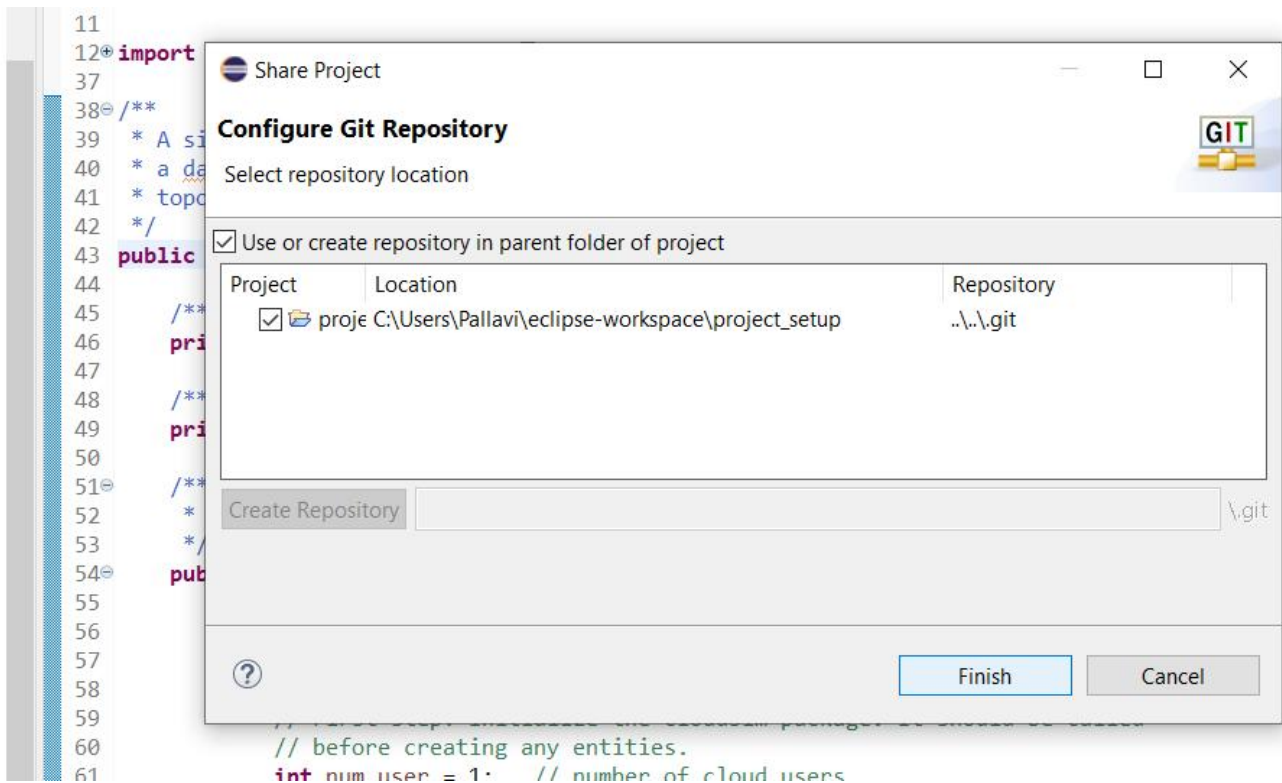 11
12 import
37
38 /**
39 * A si
40 * a da
41 * topo
42 */
43 public
44
45 /**
46 pri
47
48 /**
49 pri
50
51 /**
52 *
53 */
54 pub
55
56
57
58
59
60 // before creating any entities.
61 int num_user = 1; // number of cloud users
Share Project
Configure Git Repository
Select repository location
GIT
Use or create repository in parent folder of project
Project Location Repository
proje C:\Users\Pallavi\eclipse-workspace\project_setup ..\..\.git
Create Repository \.git
? Finish Cancel